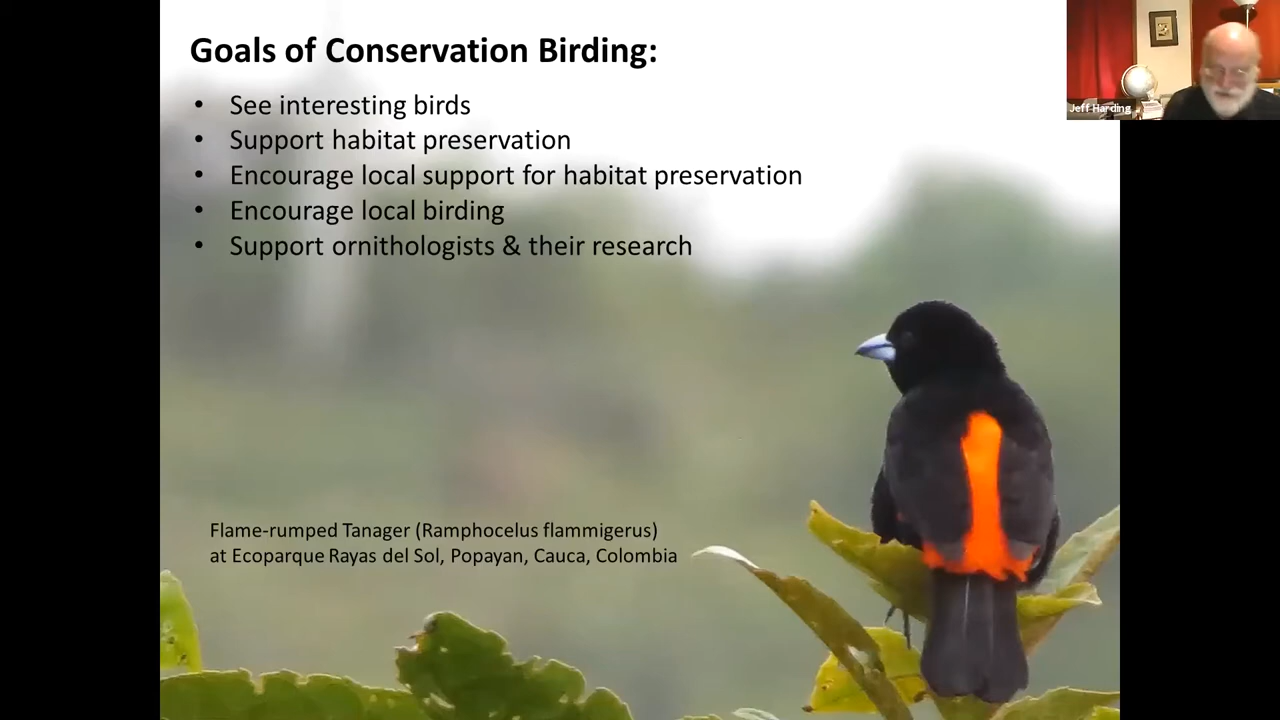 Goals of Conservation Birding:
• See interesting birds
• Support habitat preservation
• Encourage local support for habitat preservation
• Encourage local birding
• Support ornithologists & their research
Jeff Harding
Flame-rumped Tanager (Ramphocelus flammigerus)
at Ecoparque Rayas del Sol, Popayan, Cauca, Colombia